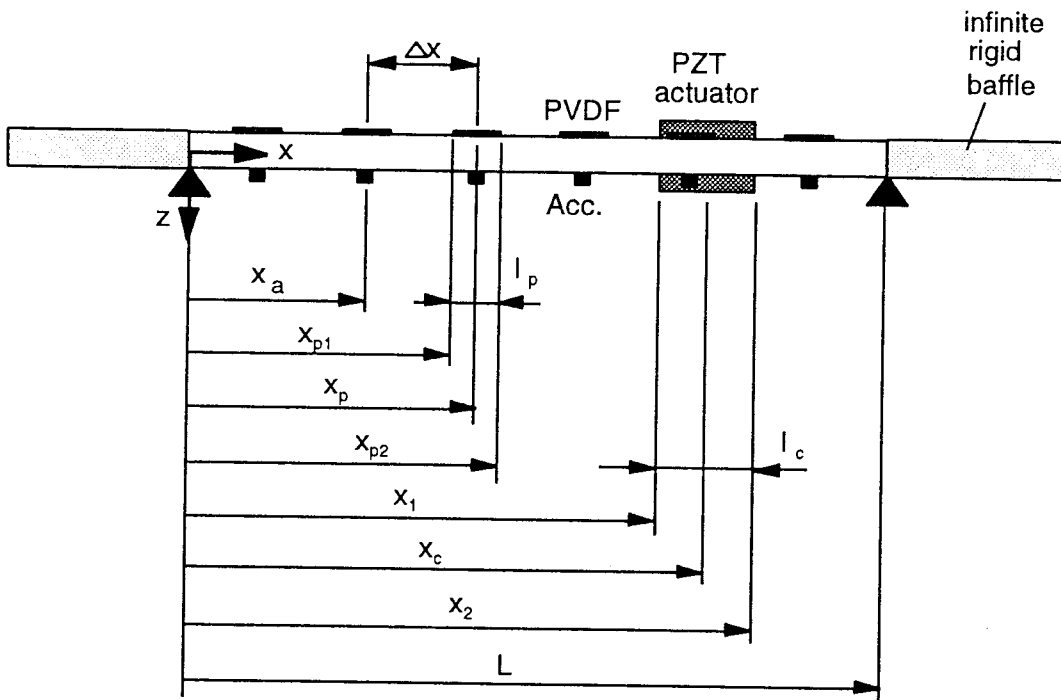 infinite
rigid
baffle
Δx
PZT
actuator
PVDF
x
z
Acc.
x_a
l_p
x_p1
x_p
x_p2
l_c
x_1
x_c
x_2
L